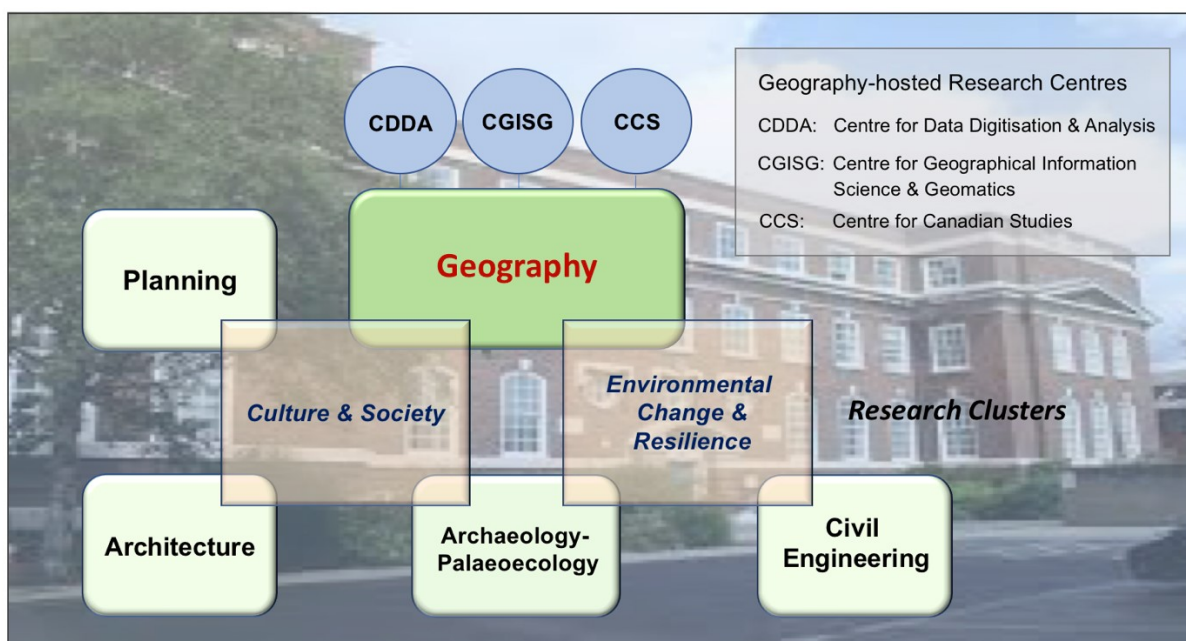 CDDA
CGISG
CCS
Geography-hosted Research Centres
CDDA: Centre for Data Digitisation & Analysis
CGISG: Centre for Geographical Information
Science & Geomatics
CCS: Centre for Canadian Studies
Planning
Geography
Culture & Society
Environmental
Change &
Resilience
Research Clusters
Architecture
Archaeology-
Palaeoecology
Civil
Engineering